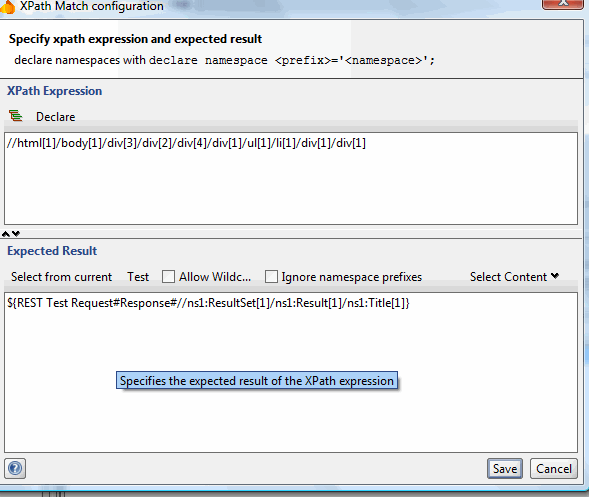 XPath Match configuration
Specify xpath expression and expected result
declare namespaces with declare namespace <prefix>='<namespace>';
XPath Expression
Declare
//html[1]/body[1]/div[3]/div[2]/div[4]/div[1]/ul[1]/li[1]/div[1]/div[1]
Expected Result
Select from current Test Allow Wildc... Ignore namespace prefixes Select Content
${REST Test Request#Response#//ns1:ResultSet[1]/ns1:Result[1]/ns1:Title[1]}
Specifies the expected result of the XPath expression
Save Cancel